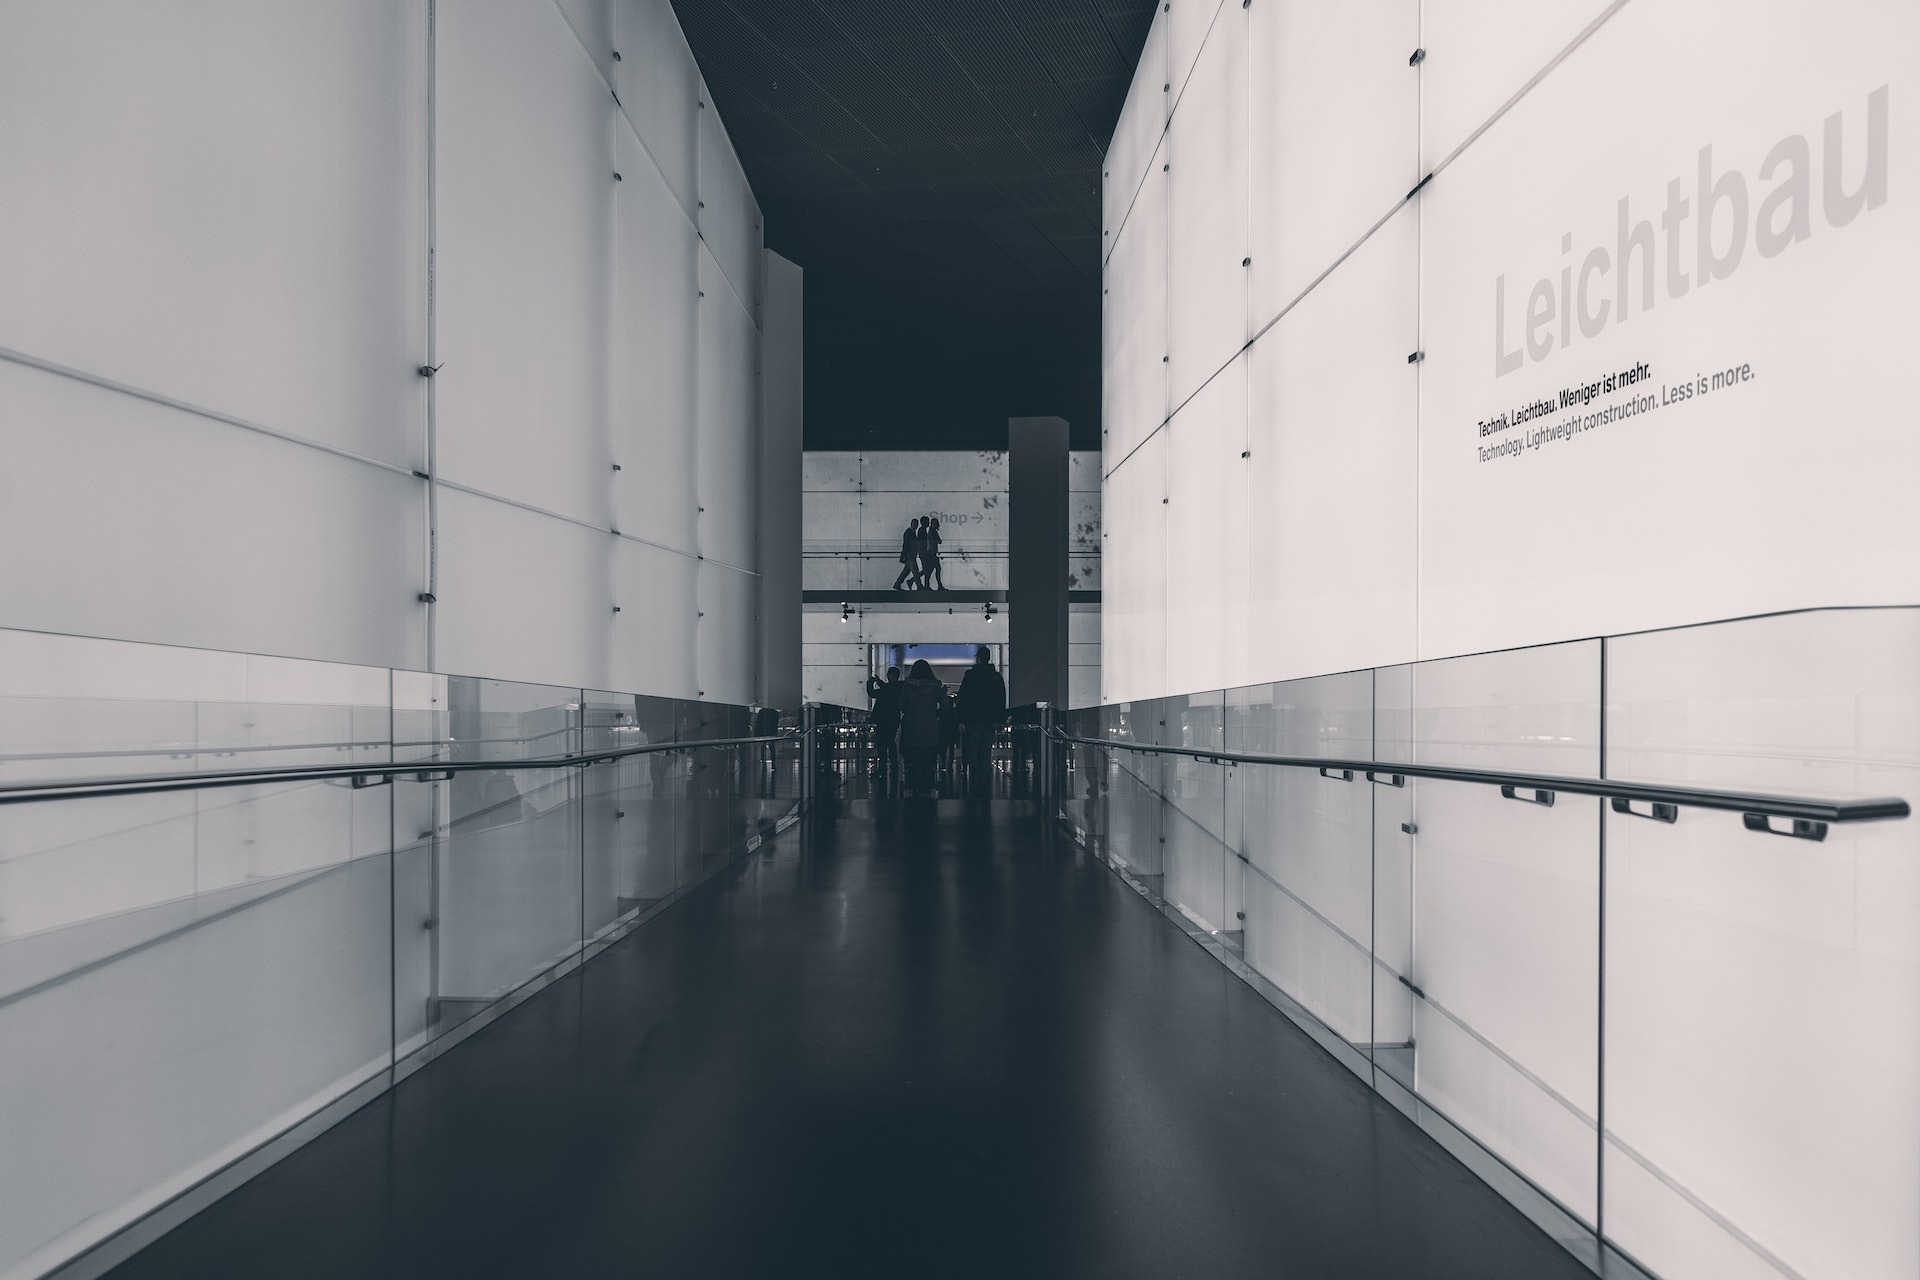 Leichtbau
Technik. Leichtbau. Weniger ist mehr.
Technology. Lightweight construction. Less is more.
Shop →